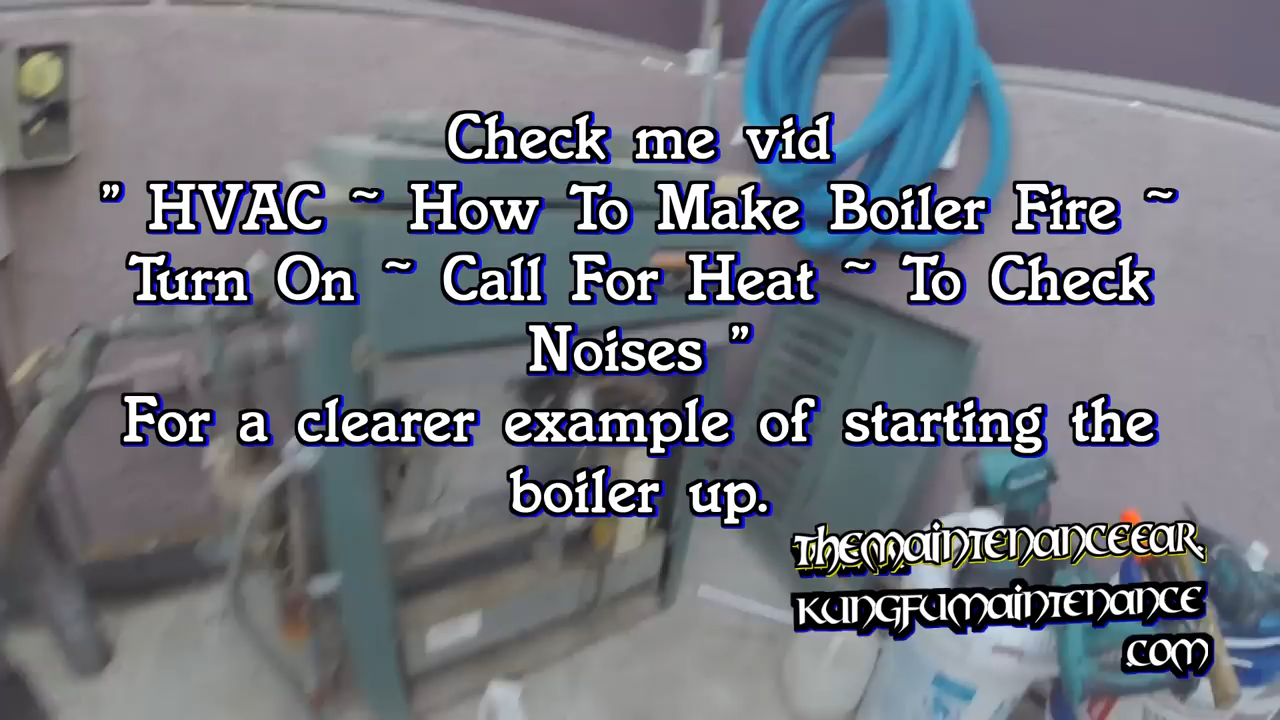 Check me vid
” HVAC ~ How To Make Boiler Fire ~
Turn On ~ Call For Heat ~ To Check
Noises ”
For a clearer example of starting the
boiler up.
THEMAINTENANCEEAR.
KUNGFUMAINTENANCE
.COM